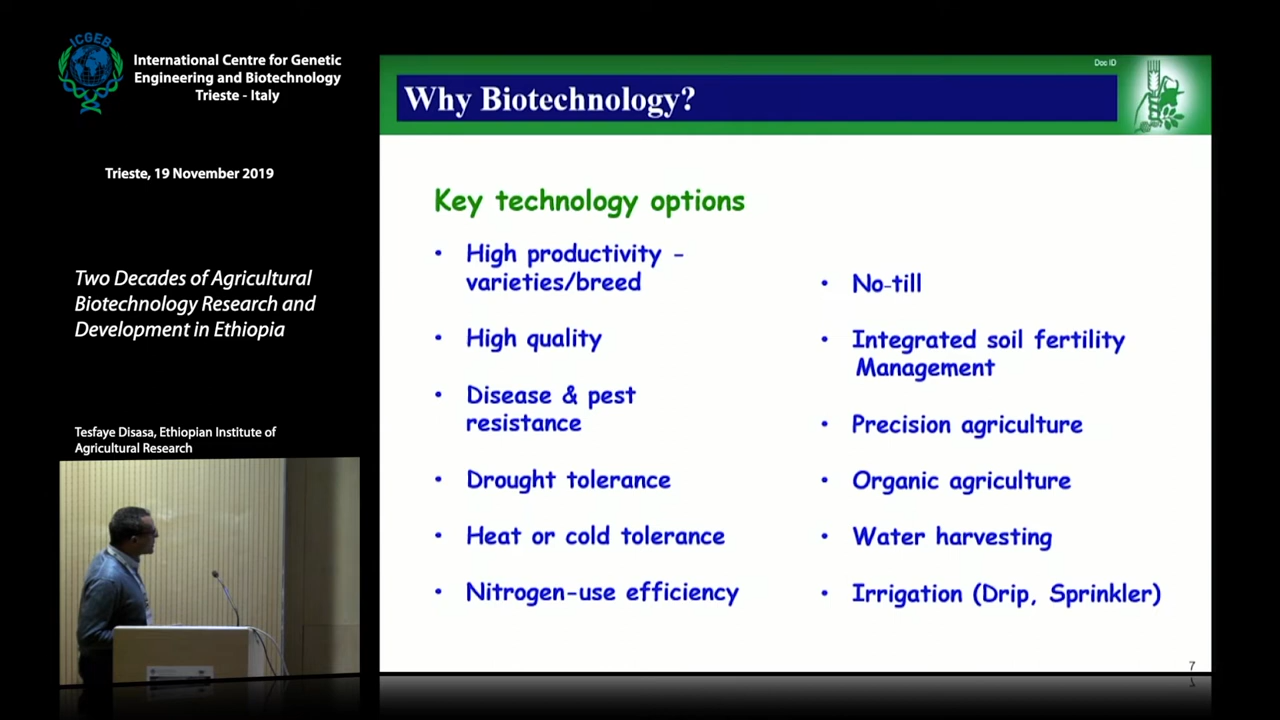 ICGEB
International Centre for Genetic
Engineering and Biotechnology
Trieste - Italy
Trieste, 19 November 2019
Two Decades of Agricultural
Biotechnology Research and
Development in Ethiopia
Tesfaye Disasa, Ethiopian Institute of
Agricultural Research
Doc ID
Why Biotechnology?
Key technology options
• High productivity –
varieties/breed
• High quality
• Disease & pest
resistance
• Drought tolerance
• Heat or cold tolerance
• Nitrogen-use efficiency
• No-till
• Integrated soil fertility
Management
• Precision agriculture
• Organic agriculture
• Water harvesting
• Irrigation (Drip, Sprinkler)
7